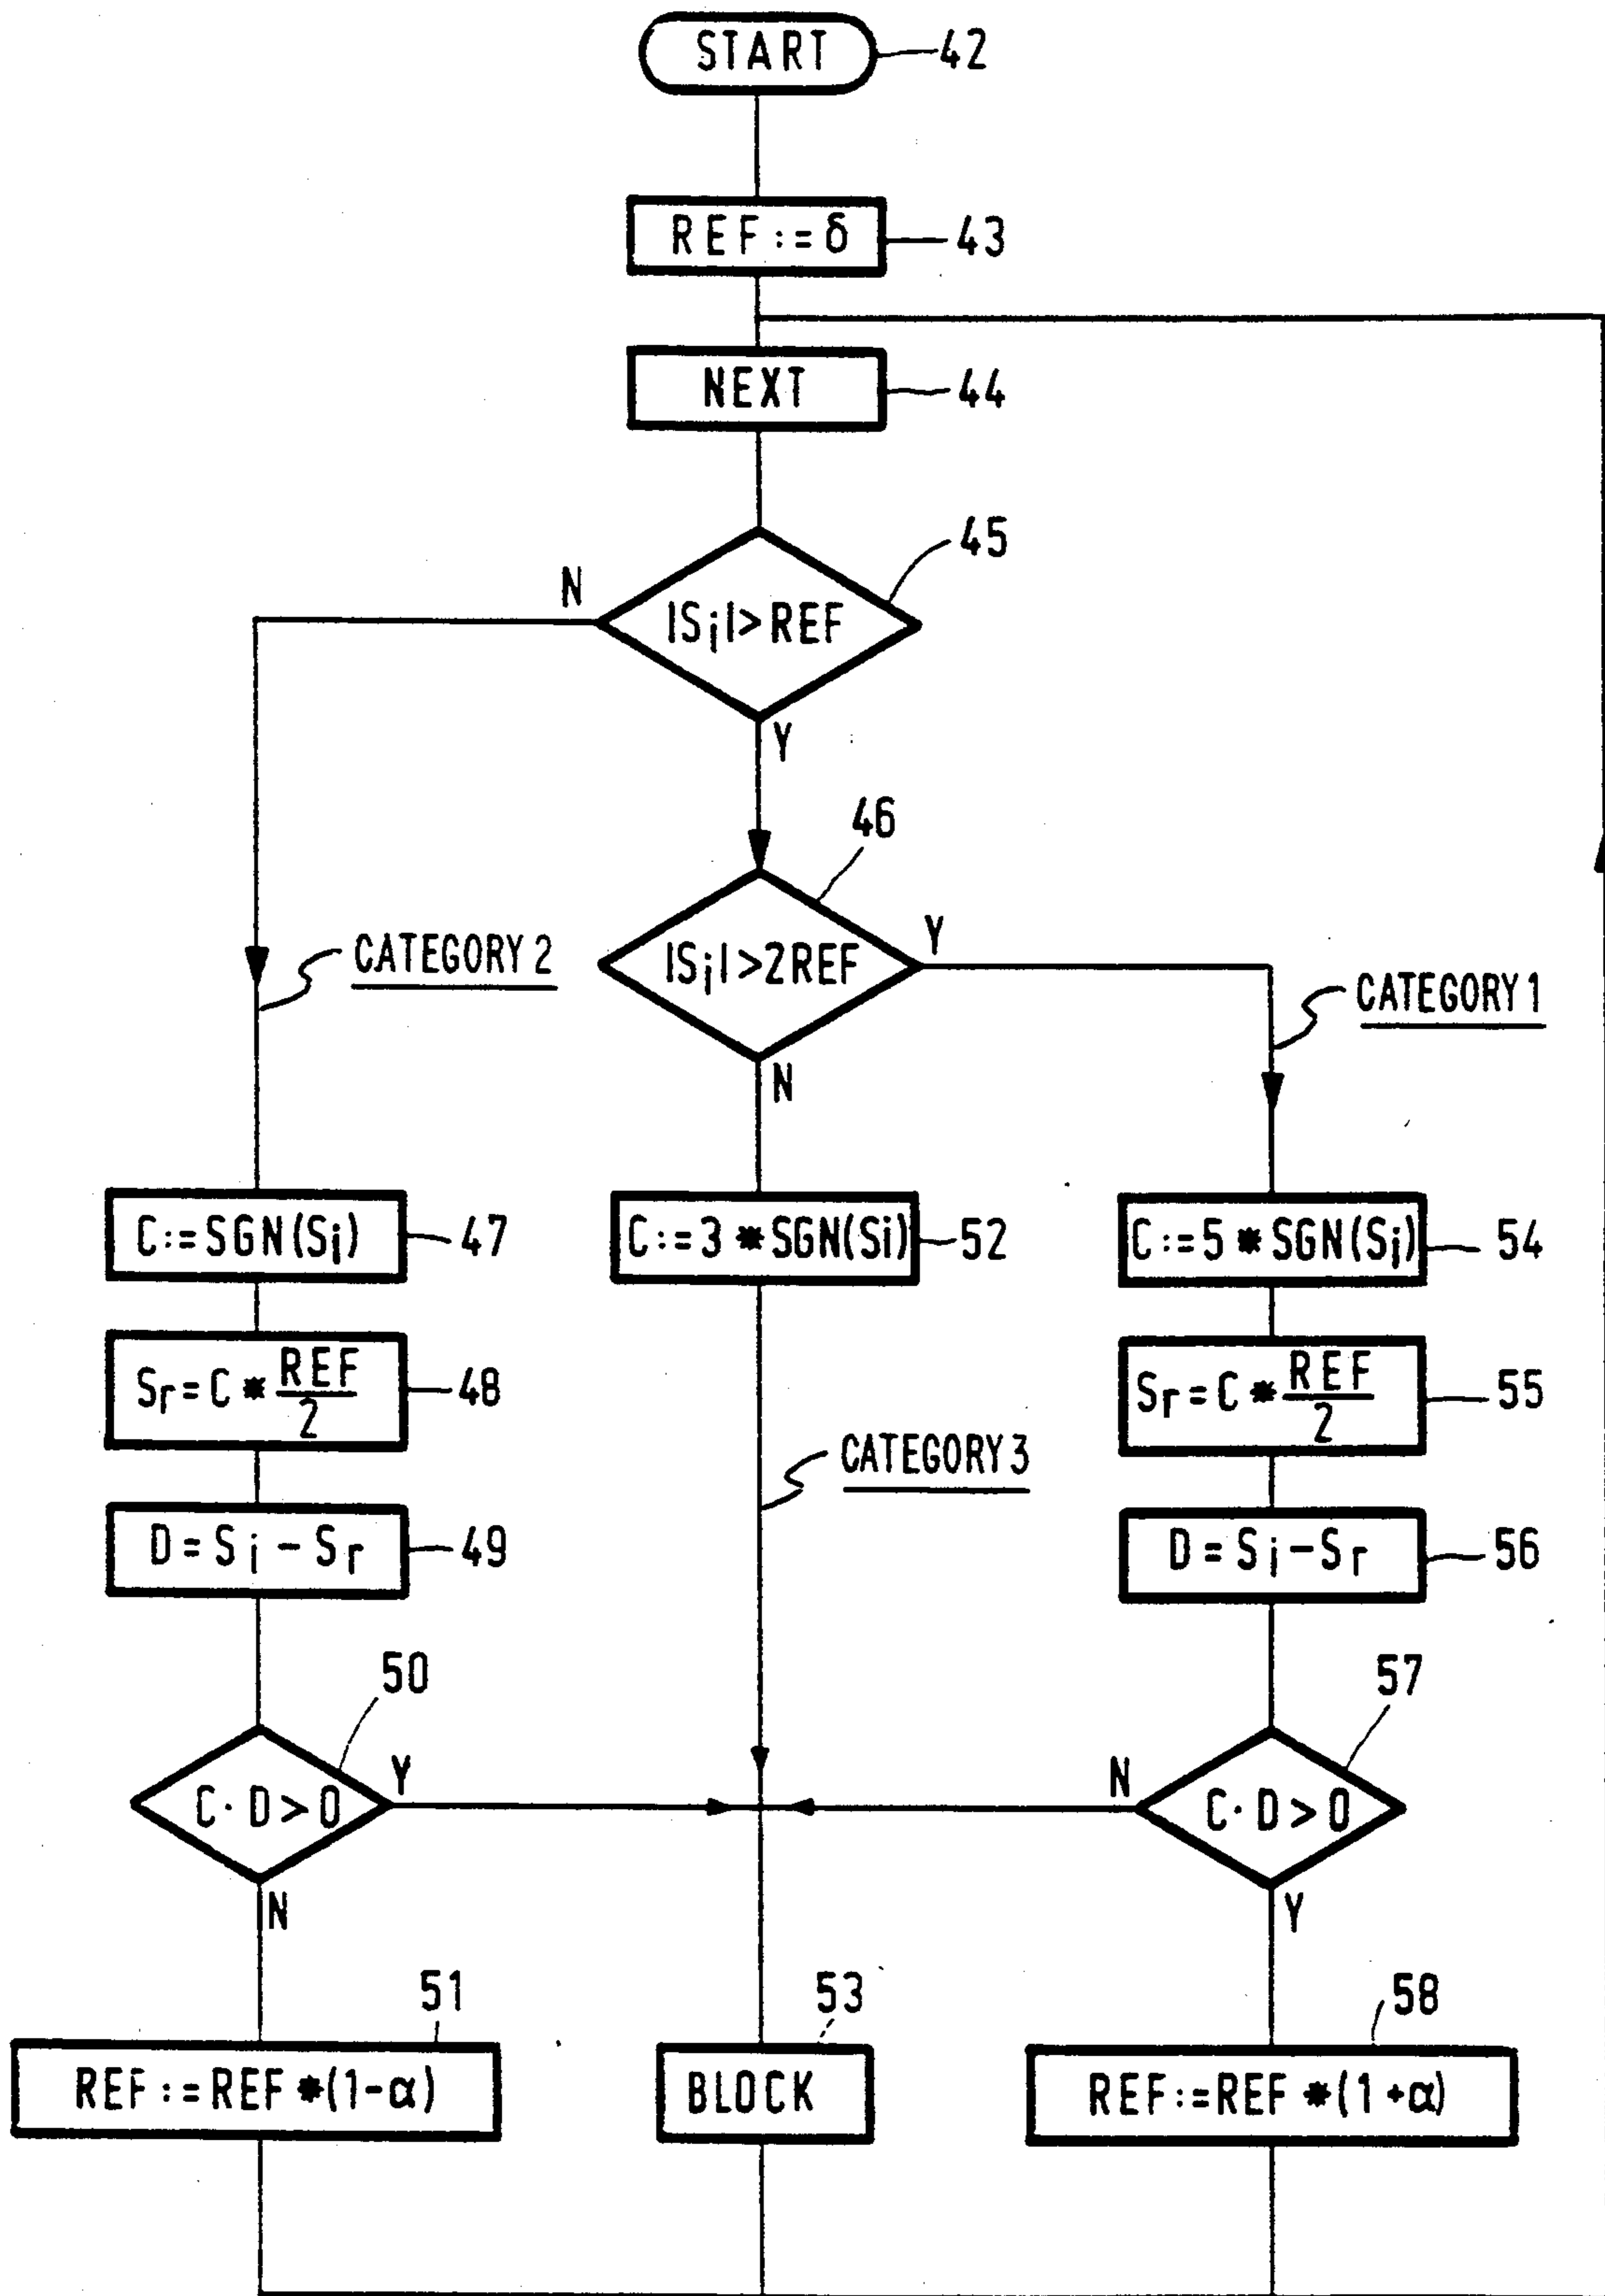 START 42
REF := δ 43
NEXT 44
45
N
|Si| > REF
Y
46
CATEGORY 2
|Si| > 2REF
Y
CATEGORY 1
N
C := SGN(Si) 47
C := 3 * SGN(Si) 52
C := 5 * SGN(Si) 54
Sr = C * REF/2 48
Sr = C * REF/2 55
CATEGORY 3
D = Si - Sr 49
D = Si - Sr 56
50
57
C · D > 0
Y
N
C · D > 0
N
Y
51
53
58
REF := REF * (1-α)
BLOCK
REF := REF * (1+α)